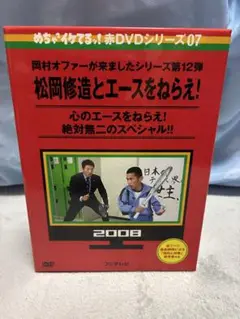 めちゃイケてるッ！赤DVDシリーズ07
岡村オファーが来ましたシリーズ第12弾
松岡修造とエースをねらえ！
心のエースをねらえ！
絶対無二のスペシャル!!
日本の
2008